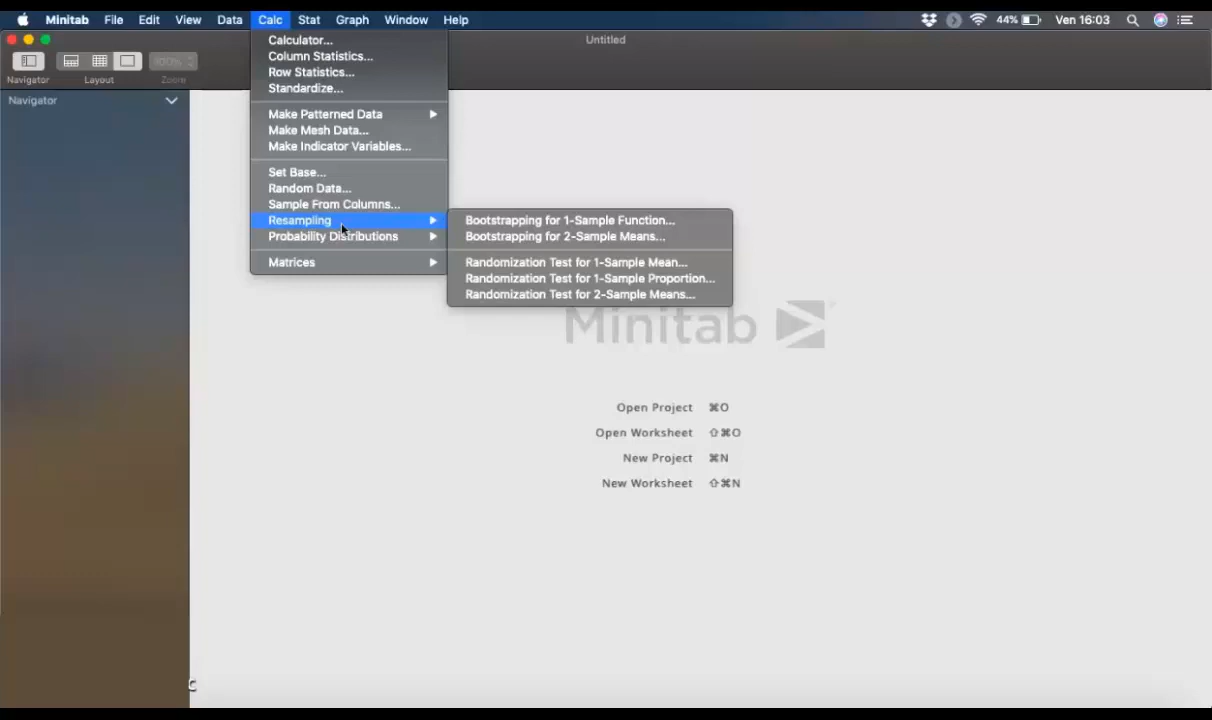 Minitab File Edit View Data Calc Stat Graph Window Help 44% Ven 16:03
Untitled
100%
Navigator Layout Zoom
Navigator
Calculator...
Column Statistics...
Row Statistics...
Standardize...
Make Patterned Data
Make Mesh Data...
Make Indicator Variables...
Set Base...
Random Data...
Sample From Columns...
Resampling
Probability Distributions
Matrices
Bootstrapping for 1-Sample Function...
Bootstrapping for 2-Sample Means...
Randomization Test for 1-Sample Mean...
Randomization Test for 1-Sample Proportion...
Randomization Test for 2-Sample Means...
Minitab
Open Project ⌘O
Open Worksheet ⇧⌘O
New Project ⌘N
New Worksheet ⇧⌘N